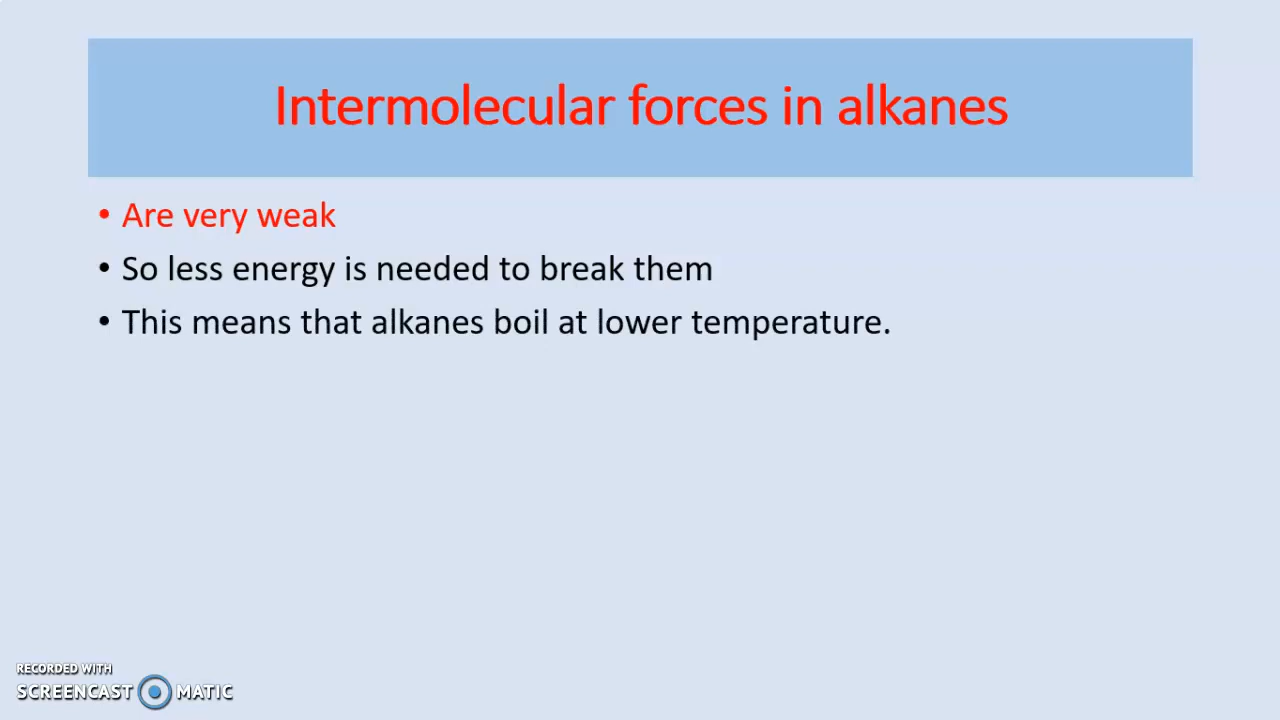 Intermolecular forces in alkanes
• Are very weak
• So less energy is needed to break them
• This means that alkanes boil at lower temperature.
RECORDED WITH
SCREENCAST MATIC